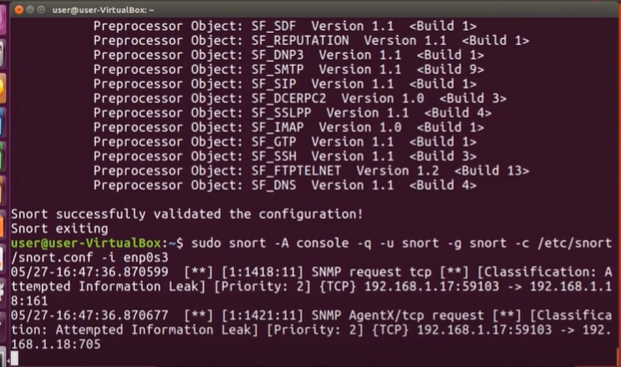 user@user-VirtualBox: ~
Preprocessor Object: SF_SDF  Version 1.1  <Build 1>
Preprocessor Object: SF_REPUTATION  Version 1.1  <Build 1>
Preprocessor Object: SF_DNP3  Version 1.1  <Build 1>
Preprocessor Object: SF_SMTP  Version 1.1  <Build 9>
Preprocessor Object: SF_SIP  Version 1.1  <Build 1>
Preprocessor Object: SF_DCERPC2  Version 1.0  <Build 3>
Preprocessor Object: SF_SSLPP  Version 1.1  <Build 4>
Preprocessor Object: SF_IMAP  Version 1.0  <Build 1>
Preprocessor Object: SF_GTP  Version 1.1  <Build 1>
Preprocessor Object: SF_SSH  Version 1.1  <Build 3>
Preprocessor Object: SF_FTPTELNET  Version 1.2  <Build 13>
Preprocessor Object: SF_DNS  Version 1.1  <Build 4>
Snort successfully validated the configuration!
Snort exiting
user@user-VirtualBox:~$ sudo snort -A console -q -u snort -g snort -c /etc/snort
/snort.conf -i enp0s3
05/27-16:47:36.870599  [**] [1:1418:11] SNMP request tcp [**] [Classification: A
ttempted Information Leak] [Priority: 2] {TCP} 192.168.1.17:59103 -> 192.168.1.1
8:161
05/27-16:47:36.870677  [**] [1:1421:11] SNMP AgentX/tcp request [**] [Classifica
tion: Attempted Information Leak] [Priority: 2] {TCP} 192.168.1.17:59103 -> 192.
168.1.18:705